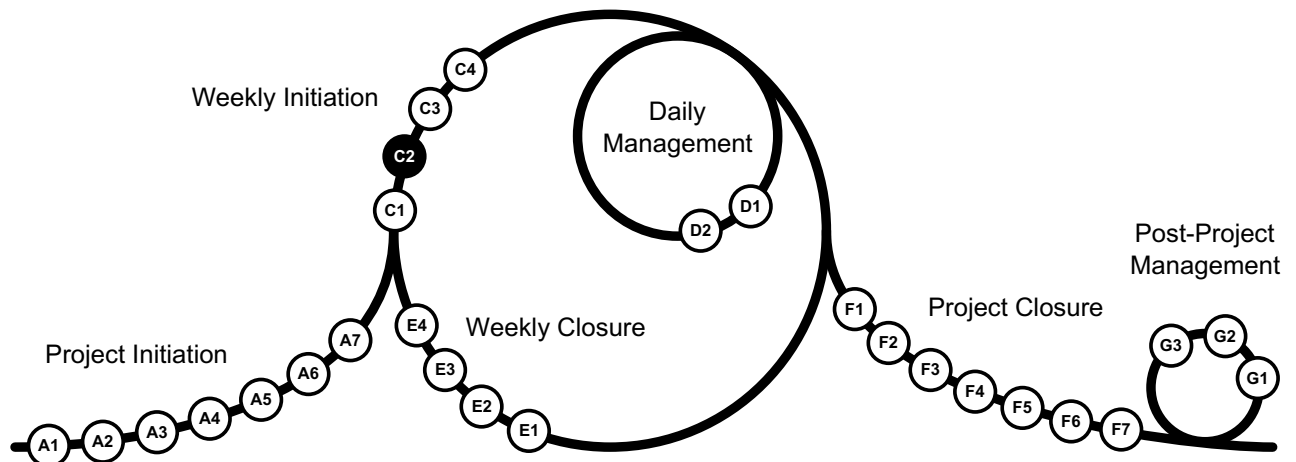 Project Initiation
A1
A2
A3
A4
A5
A6
A7
Weekly Initiation
C1
C2
C3
C4
Daily
Management
D1
D2
Weekly Closure
E1
E2
E3
E4
Project Closure
F1
F2
F3
F4
F5
F6
F7
Post-Project
Management
G1
G2
G3